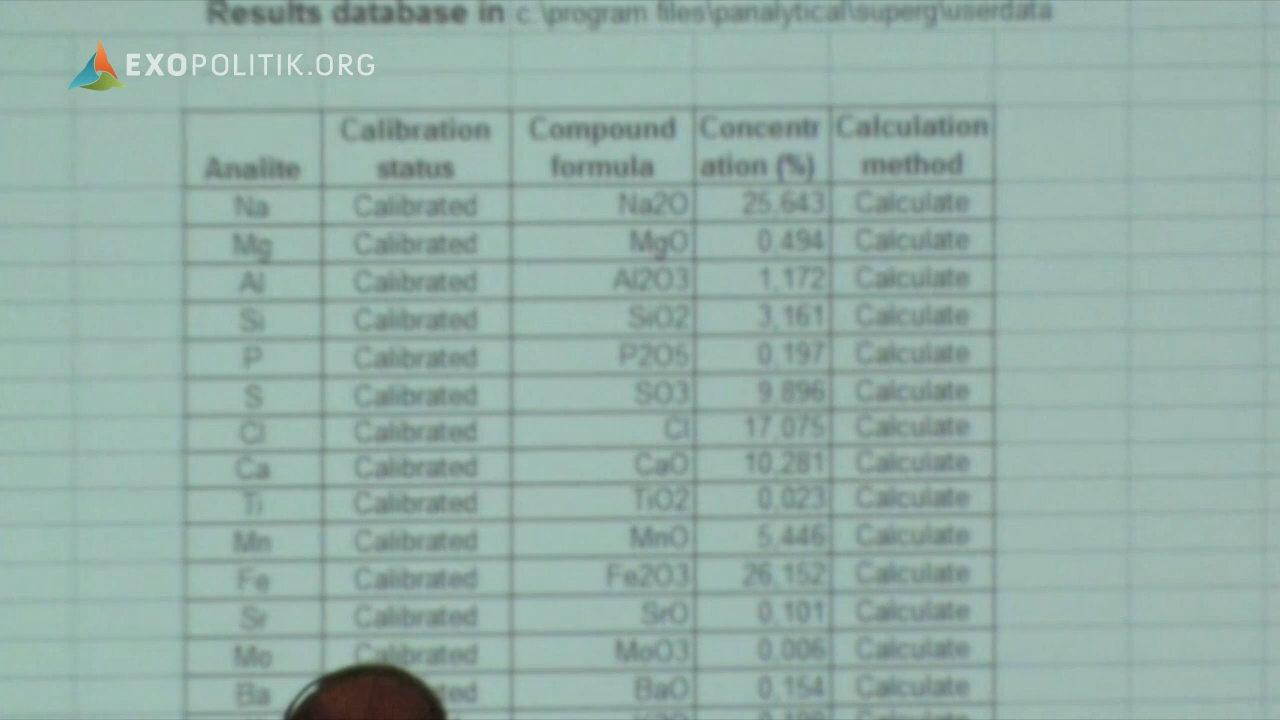 Results database in c:\program files\panalytical\superg\userdata
EXOPOLITIK.ORG
Analite Calibration status Compound formula Concentration (%) Calculation method
Na Calibrated Na2O 25,643 Calculate
Mg Calibrated MgO 0,494 Calculate
Al Calibrated Al2O3 1,172 Calculate
Si Calibrated SiO2 3,161 Calculate
P Calibrated P2O5 0,197 Calculate
S Calibrated SO3 9,896 Calculate
Cl Calibrated Cl 17,075 Calculate
Ca Calibrated CaO 10,281 Calculate
Ti Calibrated TiO2 0,023 Calculate
Mn Calibrated MnO 5,446 Calculate
Fe Calibrated Fe2O3 26,152 Calculate
Sr Calibrated SrO 0,101 Calculate
Mo Calibrated MoO3 0,006 Calculate
Ba BaO 0,154 Calculate